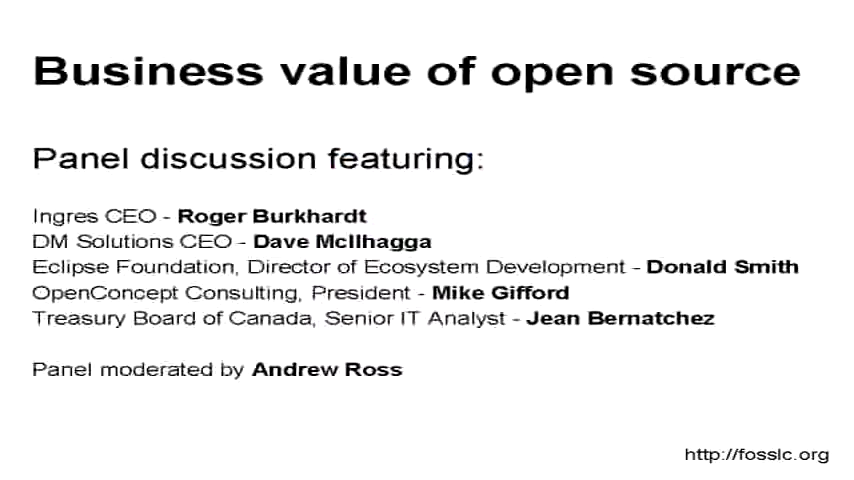 Business value of open source
Panel discussion featuring:
Ingres CEO - Roger Burkhardt
DM Solutions CEO - Dave McIlhagga
Eclipse Foundation, Director of Ecosystem Development - Donald Smith
OpenConcept Consulting, President - Mike Gifford
Treasury Board of Canada, Senior IT Analyst - Jean Bernatchez
Panel moderated by Andrew Ross
http://fosslc.org